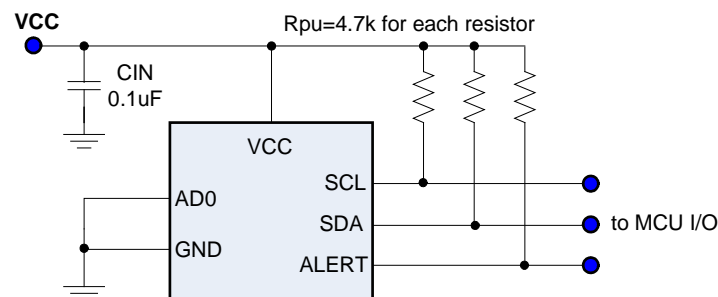 VCC
Rpu=4.7k for each resistor
CIN
0.1uF
VCC
SCL
AD0
SDA
to MCU I/O
GND
ALERT